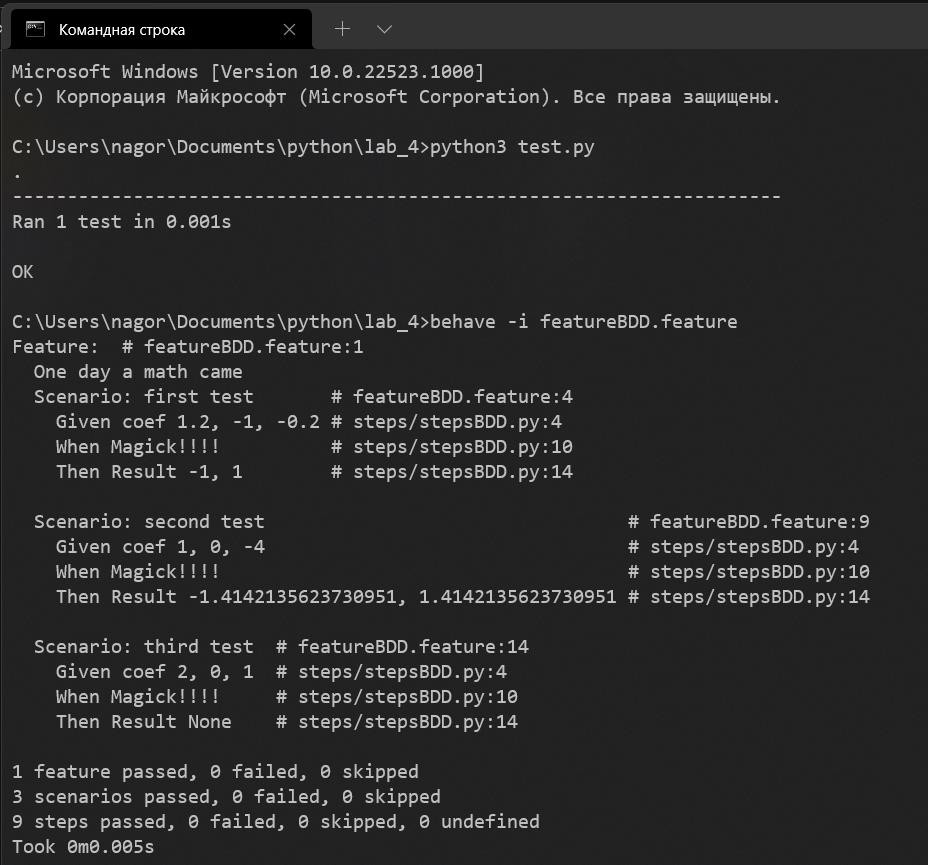 Командная строка
Microsoft Windows [Version 10.0.22523.1000]
(c) Корпорация Майкрософт (Microsoft Corporation). Все права защищены.
C:\Users\nagor\Documents\python\lab_4>python3 test.py
.
----------------------------------------------------------------------
Ran 1 test in 0.001s
OK
C:\Users\nagor\Documents\python\lab_4>behave -i featureBDD.feature
Feature:  # featureBDD.feature:1
  One day a math came
  Scenario: first test       # featureBDD.feature:4
    Given coef 1.2, -1, -0.2 # steps/stepsBDD.py:4
    When Magick!!!!          # steps/stepsBDD.py:10
    Then Result -1, 1        # steps/stepsBDD.py:14
  Scenario: second test                                 # featureBDD.feature:9
    Given coef 1, 0, -4                                 # steps/stepsBDD.py:4
    When Magick!!!!                                     # steps/stepsBDD.py:10
    Then Result -1.4142135623730951, 1.4142135623730951 # steps/stepsBDD.py:14
  Scenario: third test  # featureBDD.feature:14
    Given coef 2, 0, 1  # steps/stepsBDD.py:4
    When Magick!!!!     # steps/stepsBDD.py:10
    Then Result None    # steps/stepsBDD.py:14
1 feature passed, 0 failed, 0 skipped
3 scenarios passed, 0 failed, 0 skipped
9 steps passed, 0 failed, 0 skipped, 0 undefined
Took 0m0.005s